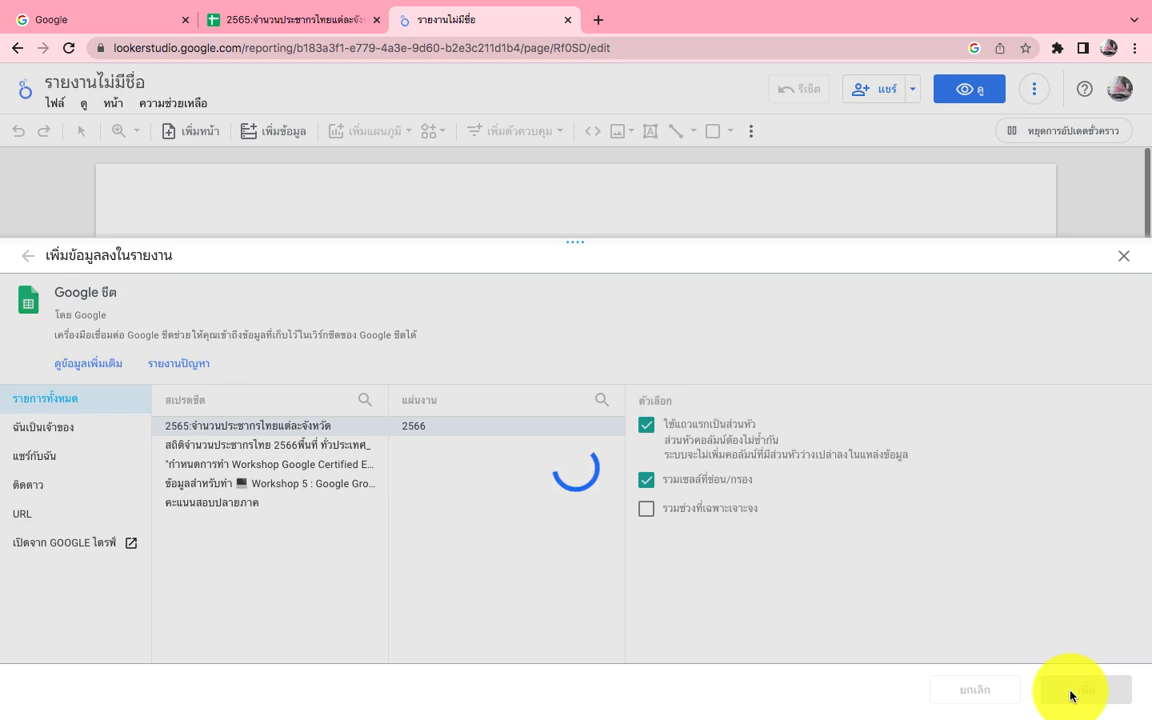 Google
2565:จำนวนประชากรไทยแต่ละจัง
รายงานไม่มีชื่อ
lookerstudio.google.com/reporting/b183a3f1-e779-4a3e-9d60-b2e3c211d1b4/page/Rf0SD/edit
รายงานไม่มีชื่อ
ไฟล์ ดู หน้า ความช่วยเหลือ
รีเซ็ต
แชร์
ดู
เพิ่มหน้า
เพิ่มข้อมูล
เพิ่มแผนภูมิ
เพิ่มตัวควบคุม
หยุดการอัปเดตชั่วคราว
เพิ่มข้อมูลลงในรายงาน
Google ชีต
โดย Google
เครื่องมือเชื่อมต่อ Google ชีตช่วยให้คุณเข้าถึงข้อมูลที่เก็บไว้ในเวิร์กชีตของ Google ชีตได้
ดูข้อมูลเพิ่มเติม รายงานปัญหา
รายการทั้งหมด
ฉันเป็นเจ้าของ
แชร์กับฉัน
ติดดาว
URL
เปิดจาก GOOGLE ไดรฟ์
สเปรดชีต
2565:จำนวนประชากรไทยแต่ละจังหวัด
สถิติจำนวนประชากรไทย 2566พื้นที่ ทั่วประเทศ_
"กำหนดการทำ Workshop Google Certified E...
ข้อมูลสำหรับทำ 💻 Workshop 5 : Google Gro...
คะแนนสอบปลายภาค
แผ่นงาน
2566
ตัวเลือก
ใช้แถวแรกเป็นส่วนหัว
ส่วนหัวคอลัมน์ต้องไม่ซ้ำกัน
ระบบจะไม่เพิ่มคอลัมน์ที่มีส่วนหัวว่างเปล่าลงในแหล่งข้อมูล
รวมเซลล์ที่ซ่อน/กรอง
รวมช่วงที่เฉพาะเจาะจง
ยกเลิก